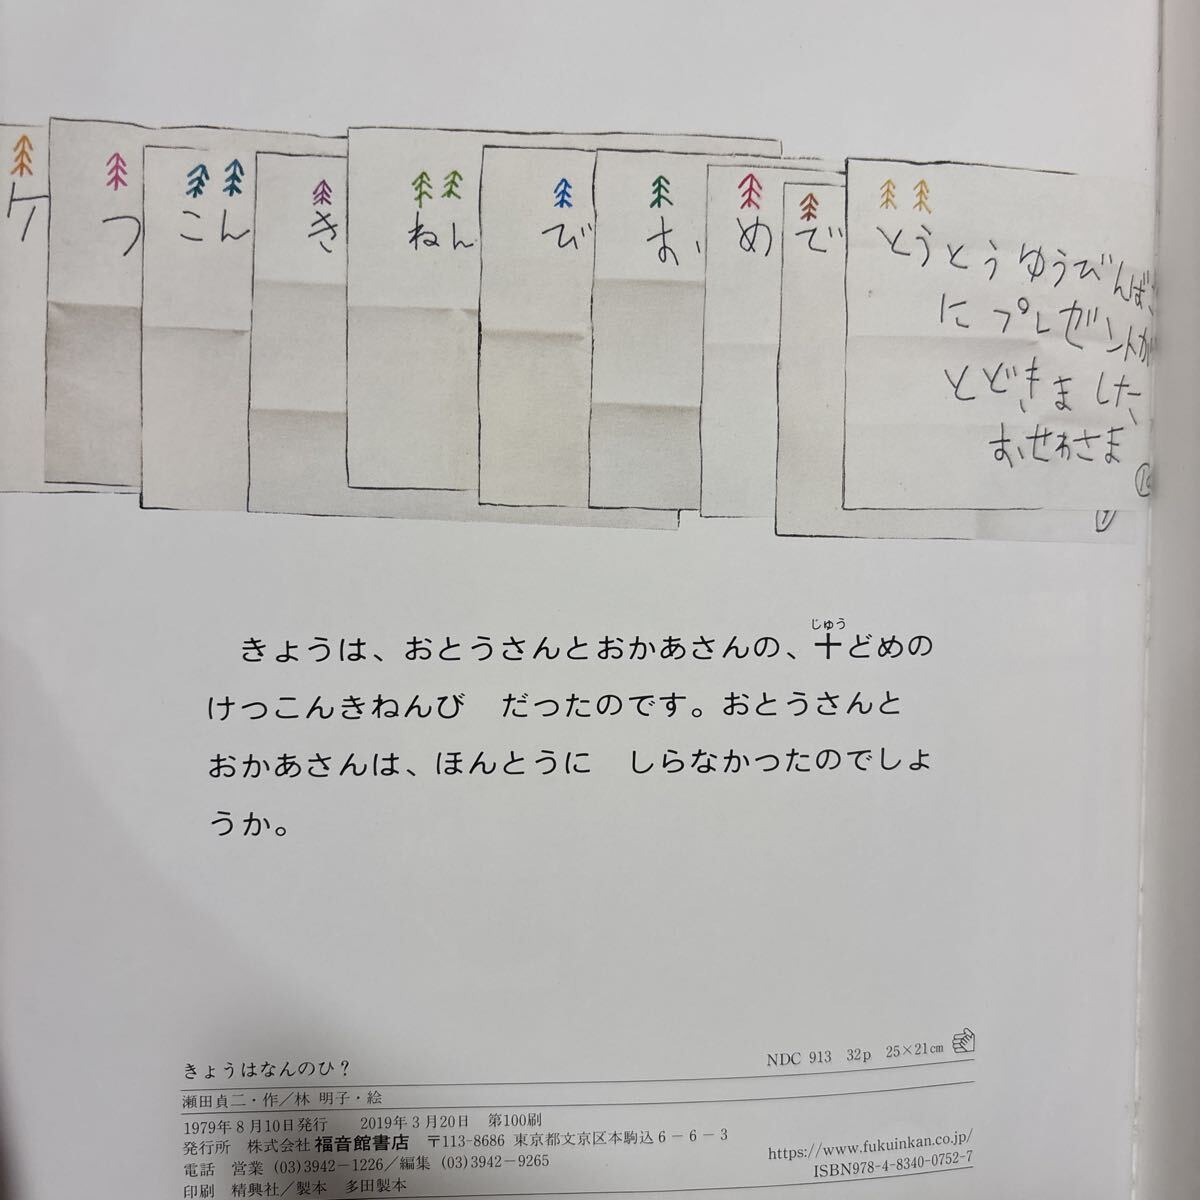 ケ
つ
こん
き
ねん
び
お
め
で
とうとう ゆうびんば
に プレゼントが
とどきました、
おせわさま
きょうは、おとうさんとおかあさんの、十どめの
じゅう
けっこんきねんび　だったのです。おとうさんと
おかあさんは、ほんとうに　しらなかったのでしょ
うか。
きょうはなんのひ？
NDC 913　32p　25×21cm
瀬田貞二・作／林 明子・絵
1979年8月10日発行　2019年3月20日　第100刷
発行所　株式会社 福音館書店　〒113-8686 東京都文京区本駒込6－6－3
電話　営業 (03)3942－1226／編集 (03)3942－9265
印刷　精興社／製本　多田製本
https://www.fukuinkan.co.jp/
ISBN978-4-8340-0752-7